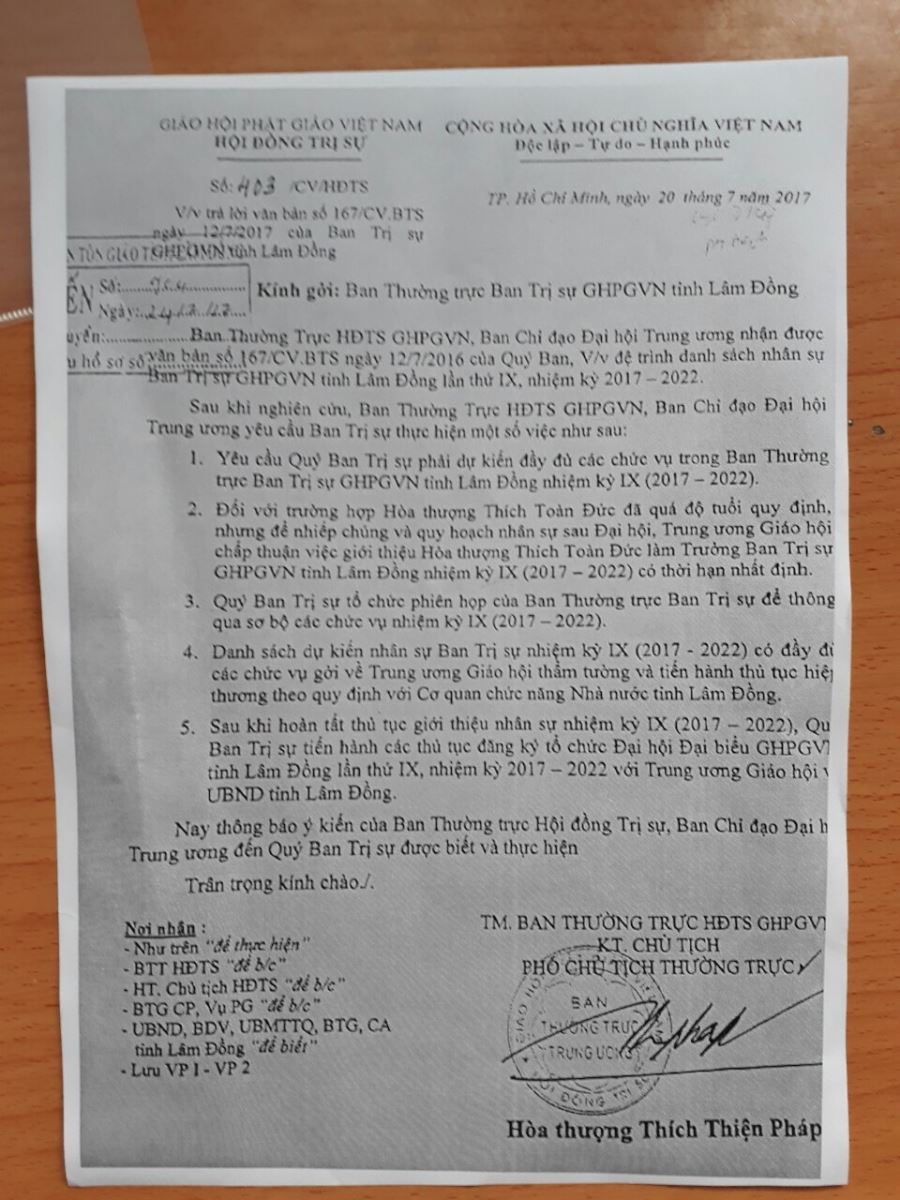 GIÁO HỘI PHẬT GIÁO VIỆT NAM
HỘI ĐỒNG TRỊ SỰ
CỘNG HÒA XÃ HỘI CHỦ NGHĨA VIỆT NAM
Độc lập – Tự do – Hạnh phúc
Số: 403 /CV/HĐTS
TP. Hồ Chí Minh, ngày 20 tháng 7 năm 2017
V/v trả lời văn bản số 167/CV.BTS
ngày 12/7/2017 của Ban Trị sự
GHPGVN tỉnh Lâm Đồng
N TÔN GIÁO T
ẾN Số:
Ngày:
Kính gởi: Ban Thường trực Ban Trị sự GHPGVN tỉnh Lâm Đồng
uyển:
u hồ sơ số
Ban Thường Trực HĐTS GHPGVN, Ban Chỉ đạo Đại hội Trung ương nhận được
văn bản số 167/CV.BTS ngày 12/7/2016 của Quý Ban, V/v đệ trình danh sách nhân sự
Ban Trị sự GHPGVN tỉnh Lâm Đồng lần thứ IX, nhiệm kỳ 2017 – 2022.
Sau khi nghiên cứu, Ban Thường Trực HĐTS GHPGVN, Ban Chỉ đạo Đại hội
Trung ương yêu cầu Ban Trị sự thực hiện một số việc như sau:
1. Yêu cầu Quý Ban Trị sự phải dự kiến đầy đủ các chức vụ trong Ban Thường
trực Ban Trị sự GHPGVN tỉnh Lâm Đồng nhiệm kỳ IX (2017 – 2022).
2. Đối với trường hợp Hòa thượng Thích Toàn Đức đã quá độ tuổi quy định,
nhưng để nhiếp chúng và quy hoạch nhân sự sau Đại hội, Trung ương Giáo hội
chấp thuận việc giới thiệu Hòa thượng Thích Toàn Đức làm Trưởng Ban Trị sự
GHPGVN tỉnh Lâm Đồng nhiệm kỳ IX (2017 – 2022) có thời hạn nhất định.
3. Quý Ban Trị sự tổ chức phiên họp của Ban Thường trực Ban Trị sự để thông
qua sơ bộ các chức vụ nhiệm kỳ IX (2017 – 2022).
4. Danh sách dự kiến nhân sự Ban Trị sự nhiệm kỳ IX (2017 - 2022) có đầy đủ
các chức vụ gởi về Trung ương Giáo hội thẩm tường và tiến hành thủ tục hiệp
thương theo quy định với Cơ quan chức năng Nhà nước tỉnh Lâm Đồng.
5. Sau khi hoàn tất thủ tục giới thiệu nhân sự nhiệm kỳ IX (2017 – 2022), Qu
Ban Trị sự tiến hành các thủ tục đăng ký tổ chức Đại hội Đại biểu GHPGV
tỉnh Lâm Đồng lần thứ IX, nhiệm kỳ 2017 – 2022 với Trung ương Giáo hội v
UBND tỉnh Lâm Đồng.
Nay thông báo ý kiến của Ban Thường trực Hội đồng Trị sự, Ban Chỉ đạo Đại h
Trung ương đến Quý Ban Trị sự được biết và thực hiện
Trân trọng kính chào./.
Nơi nhận :
- Như trên "để thực hiện"
- BTT HĐTS "để b/c"
- HT. Chủ tịch HĐTS "để b/c"
- BTG CP, Vụ PG "để b/c"
- UBND, BDV, UBMTTQ, BTG, CA
tỉnh Lâm Đồng "để biết"
- Lưu VP 1 - VP 2
TM. BAN THƯỜNG TRỰC HĐTS GHPGV
KT. CHỦ TỊCH
PHÓ CHỦ TỊCH THƯỜNG TRỰC
BAN
THƯỜNG TRỰC
TRUNG ƯƠNG
HỘI ĐỒNG TRỊ SỰ
Hòa thượng Thích Thiện Pháp